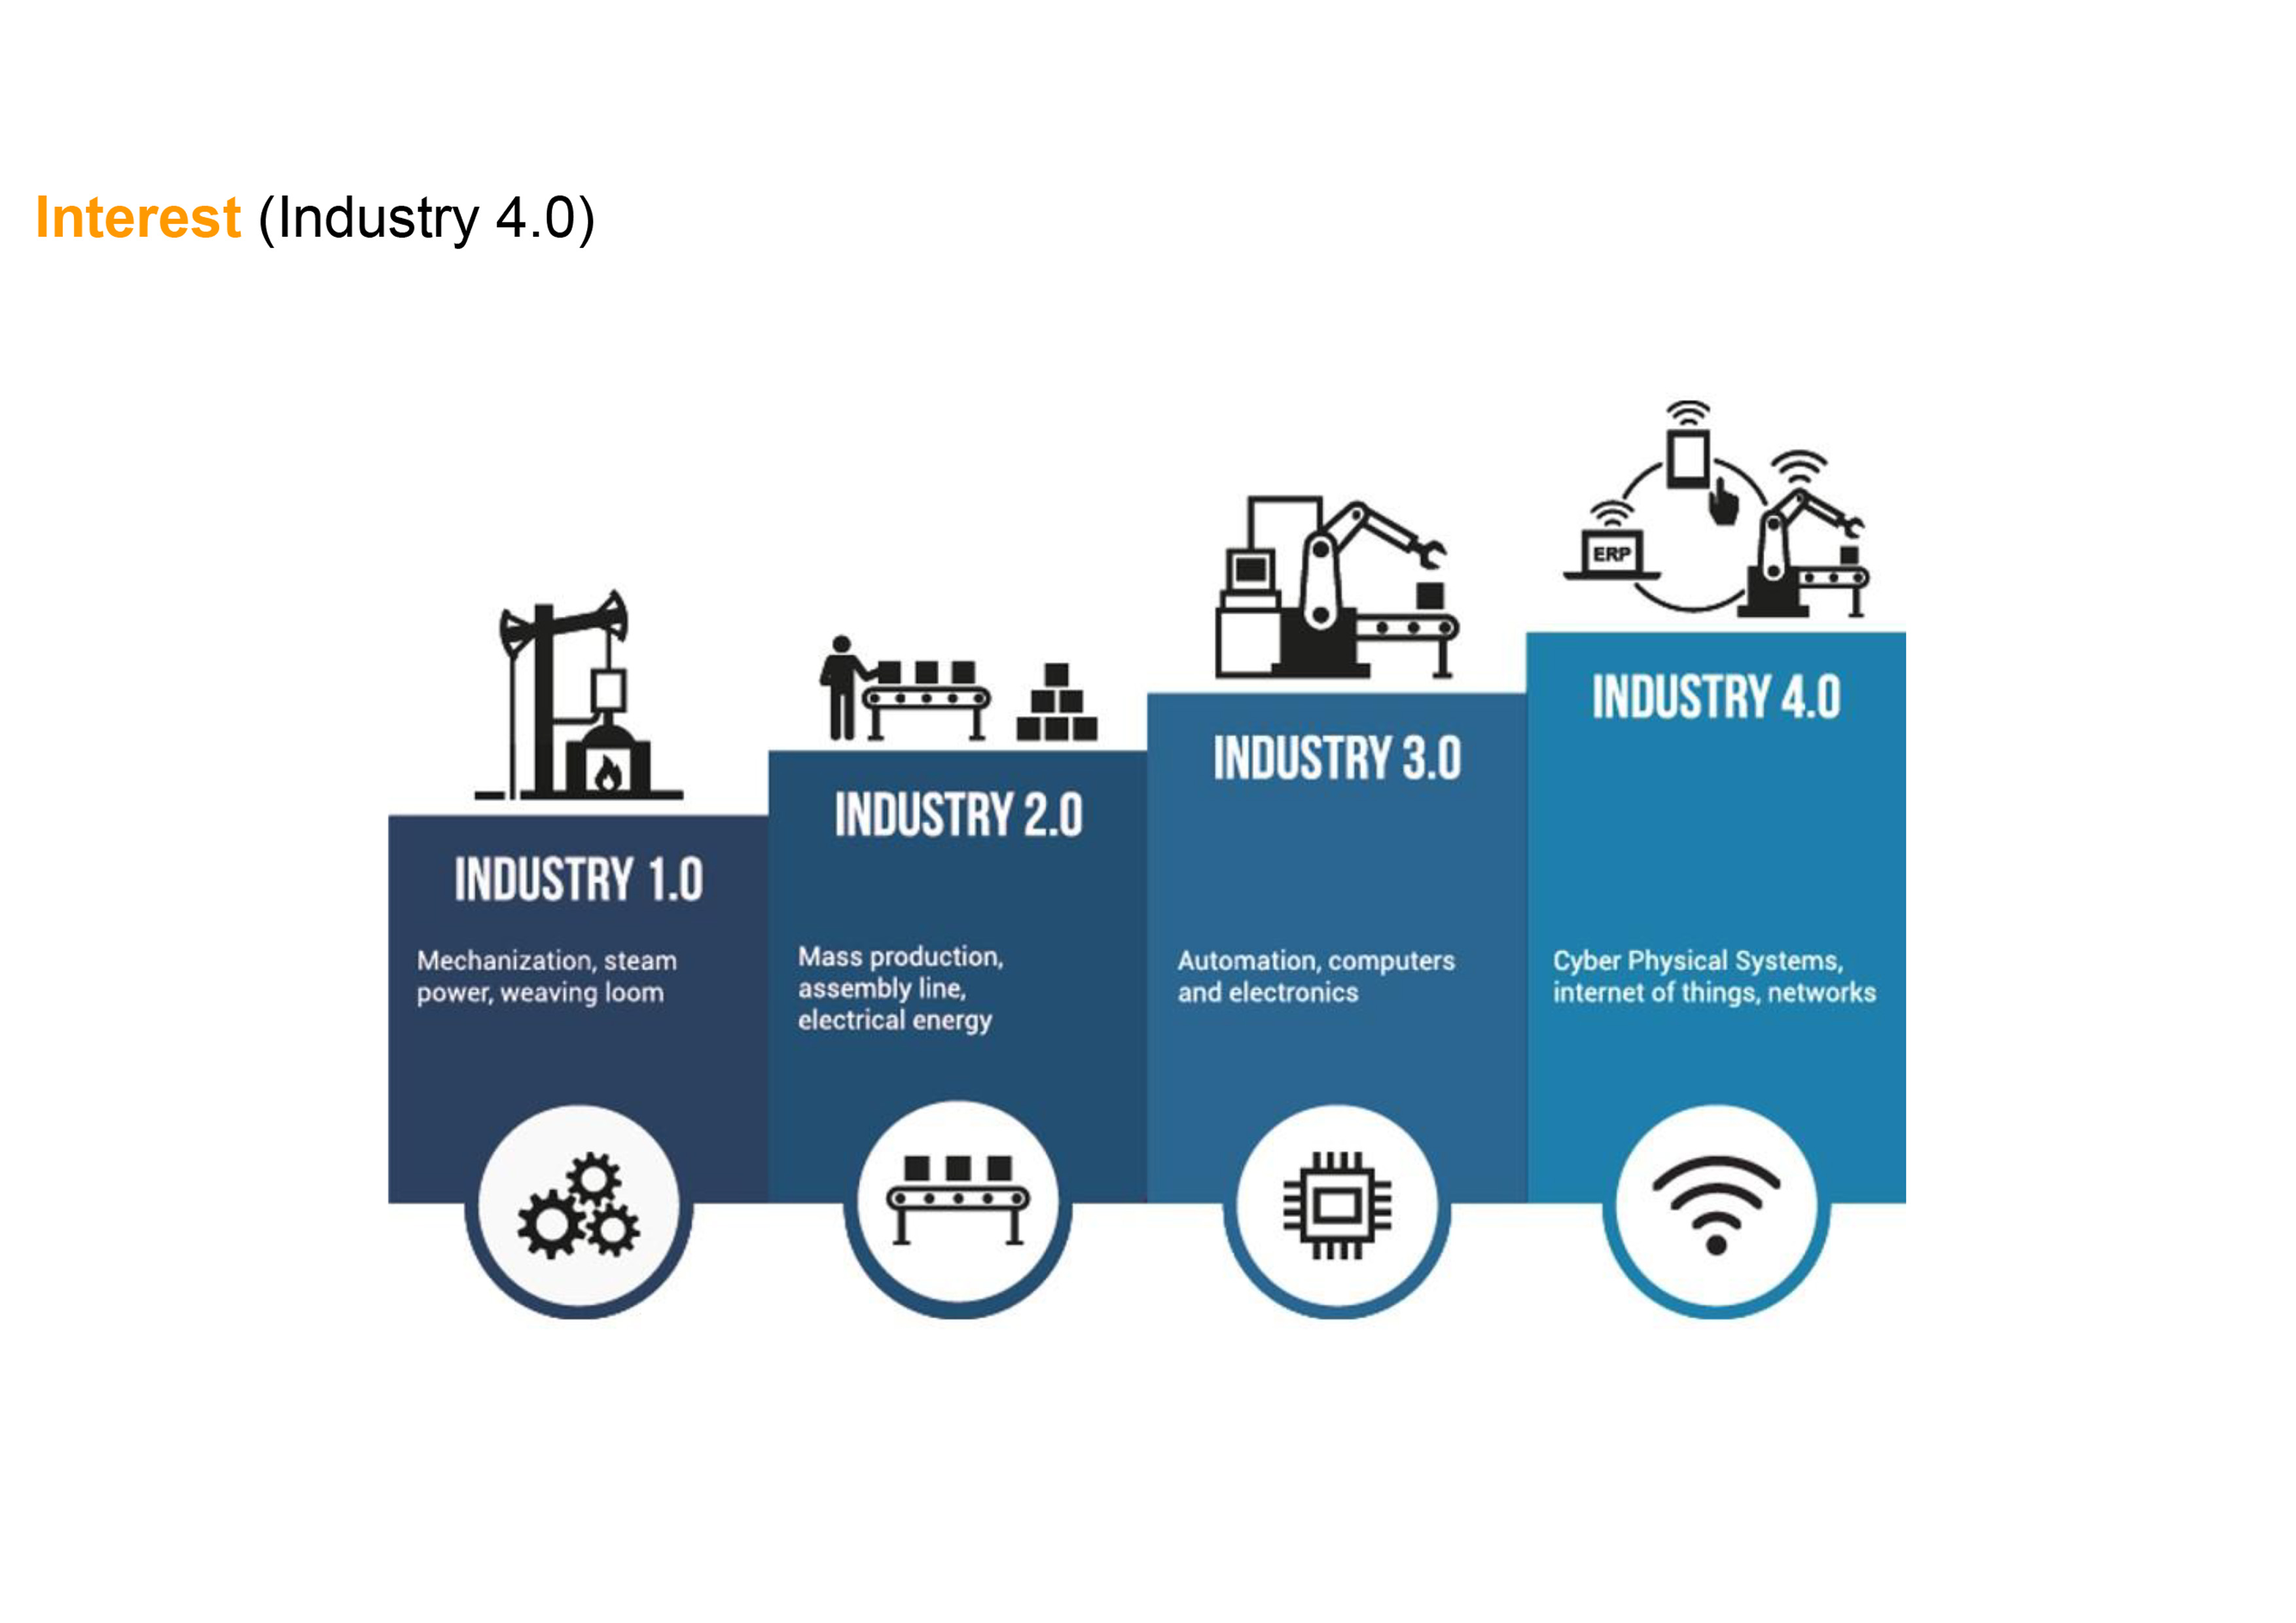 Interest (Industry 4.0)
ERP
INDUSTRY 1.0
Mechanization, steam
power, weaving loom
INDUSTRY 2.0
Mass production,
assembly line,
electrical energy
INDUSTRY 3.0
Automation, computers
and electronics
INDUSTRY 4.0
Cyber Physical Systems,
internet of things, networks